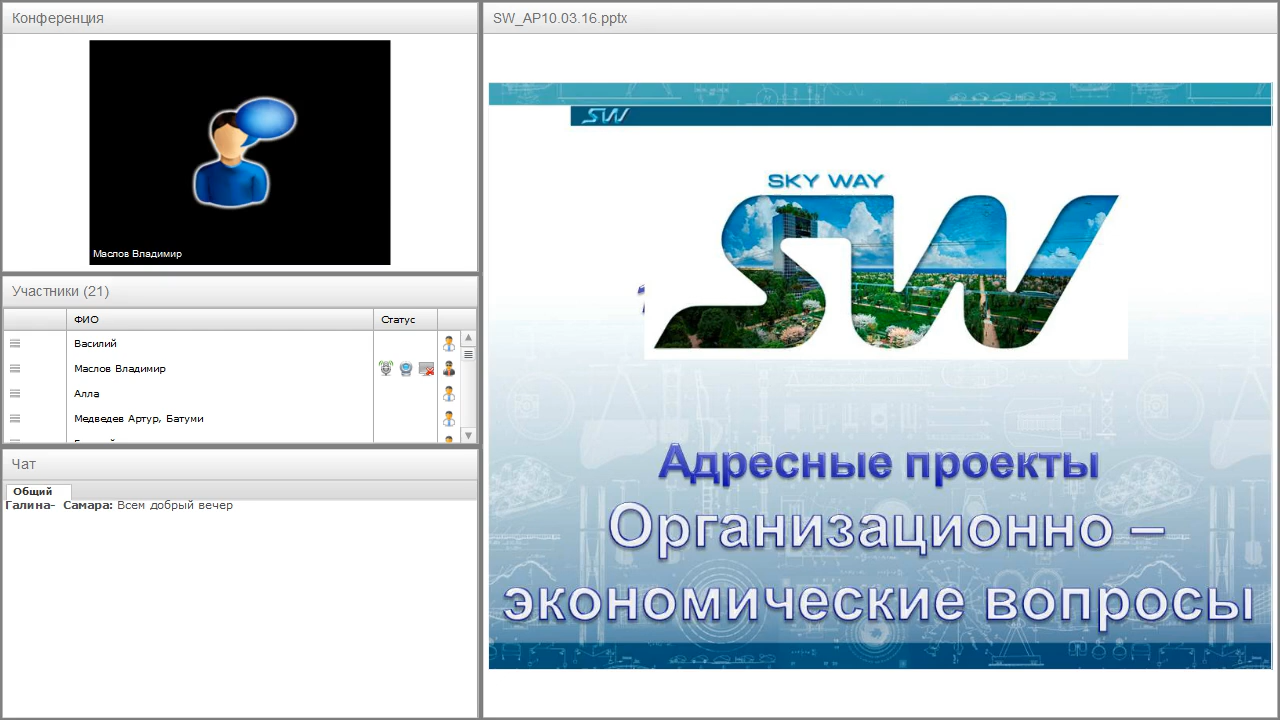 Конференция
Маслов Владимир
Участники (21)
ФИО Статус
Василий
Маслов Владимир
Алла
Медведев Артур, Батуми
Чат
Общий
Галина- Самара: Всем добрый вечер
SW_AP10.03.16.pptx
SW
SKY WAY
SW
Адресные проекты
Организационно –
экономические вопросы